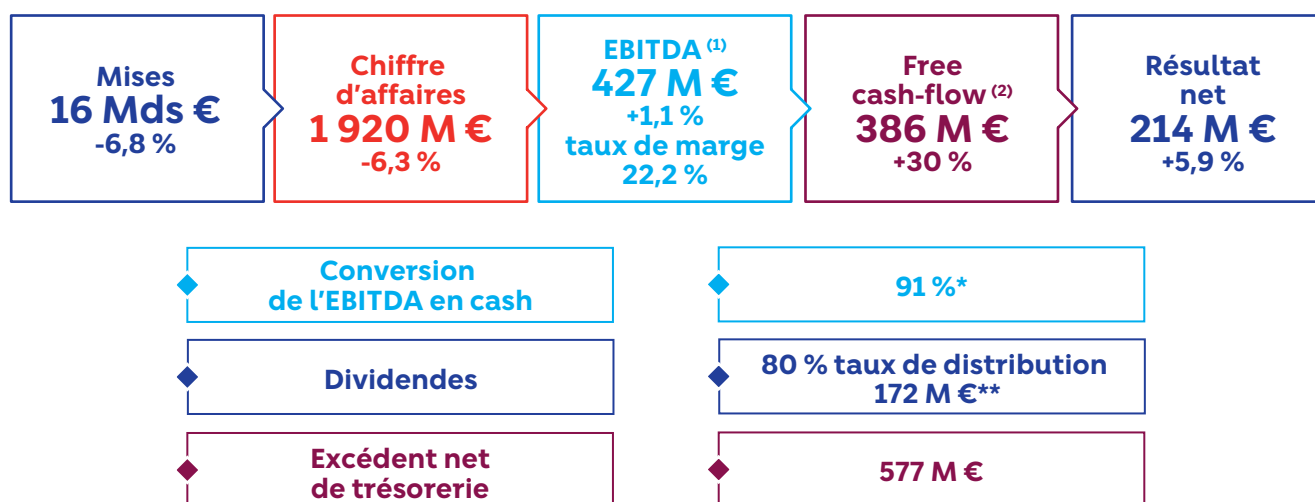 Mises
16 Mds €
-6,8 %
Chiffre
d'affaires
1 920 M €
-6,3 %
EBITDA (1)
427 M €
+1,1 %
taux de marge
22,2 %
Free
cash-flow (2)
386 M €
+30 %
Résultat
net
214 M €
+5,9 %
Conversion
de l'EBITDA en cash
91 %*
Dividendes
80 % taux de distribution
172 M €**
Excédent net
de trésorerie
577 M €